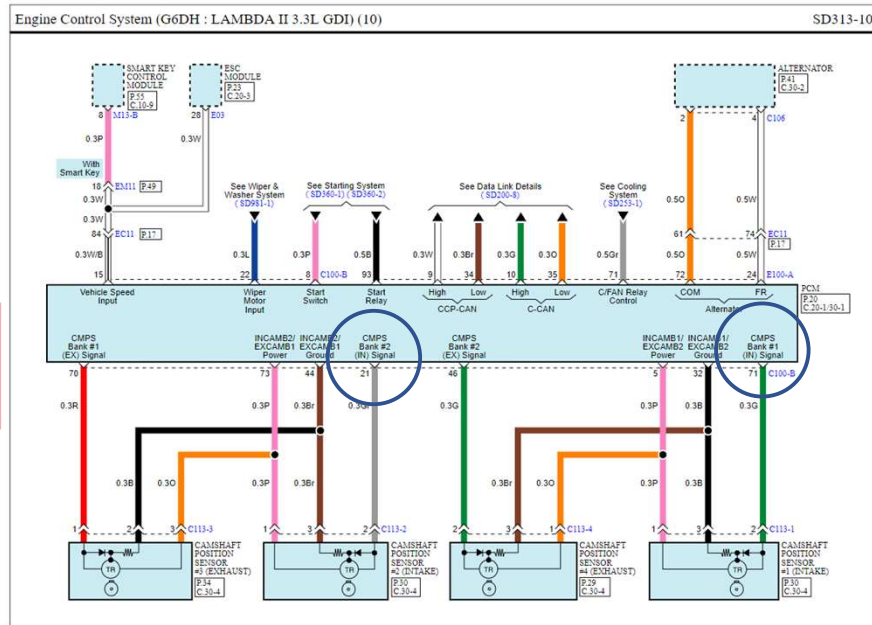 Engine Control System (G6DH : LAMBDA II 3.3L GDI) (10)
SD313-10
SMART KEY
CONTROL
MODULE
P.55
C.10-9
ESC
MODULE
P.23
C.20-3
ALTERNATOR
P.41
C.30-2
8 M13-B
28 E03
2
4 C106
0.3P
0.3W
With
Smart Key
18 EM11 P.49
0.3W
0.3W
84 EC11 P.17
0.3W/B
15
See Wiper &
Washer System
( SD981-1)
See Starting System
( SD360-1) ( SD360-2)
See Data Link Details
( SD200-8)
See Cooling
System
( SD253-1)
0.5O
0.5W
61
74 EC11
P.17
0.3L
0.3P
0.5B
0.3W
0.3Br
0.3G
0.3O
0.5Gr
0.5O
0.5W
22
8 C100-B
93
9
34
10
35
71
72
24 E100-A
Vehicle Speed
Input
Wiper
Motor
Input
Start
Switch
Start
Relay
High
Low
CCP-CAN
High
Low
C-CAN
C/FAN Relay
Control
COM
FR
Alternator
PCM
P.20
C.20-1/30-1
CMPS
Bank #1
(EX) Signal
INCAMB2/
EXCAMB1
Power
INCAMB2/
EXCAMB1
Ground
CMPS
Bank #2
(IN) Signal
CMPS
Bank #2
(EX) Signal
INCAMB1/
EXCAMB2
Power
INCAMB1/
EXCAMB2
Ground
CMPS
Bank #1
(IN) Signal
70
73
44
21
46
5
32
71 C100-B
0.3R
0.3P
0.3Br
0.3Gr
0.3G
0.3P
0.3B
0.3G
0.3B
0.3O
0.3P
0.3Br
0.3Br
0.3O
0.3P
0.3B
1
2
3 C113-3
1
3
2 C113-2
2
3
1 C113-4
1
3
2 C113-1
CAMSHAFT
POSITION
SENSOR
#3 (EXHAUST)
P.34
C.30-4
TR
CAMSHAFT
POSITION
SENSOR
#2 (INTAKE)
P.30
C.30-4
TR
CAMSHAFT
POSITION
SENSOR
#4 (EXHAUST)
P.29
C.30-4
TR
CAMSHAFT
POSITION
SENSOR
#1 (INTAKE)
P.30
C.30-4
TR